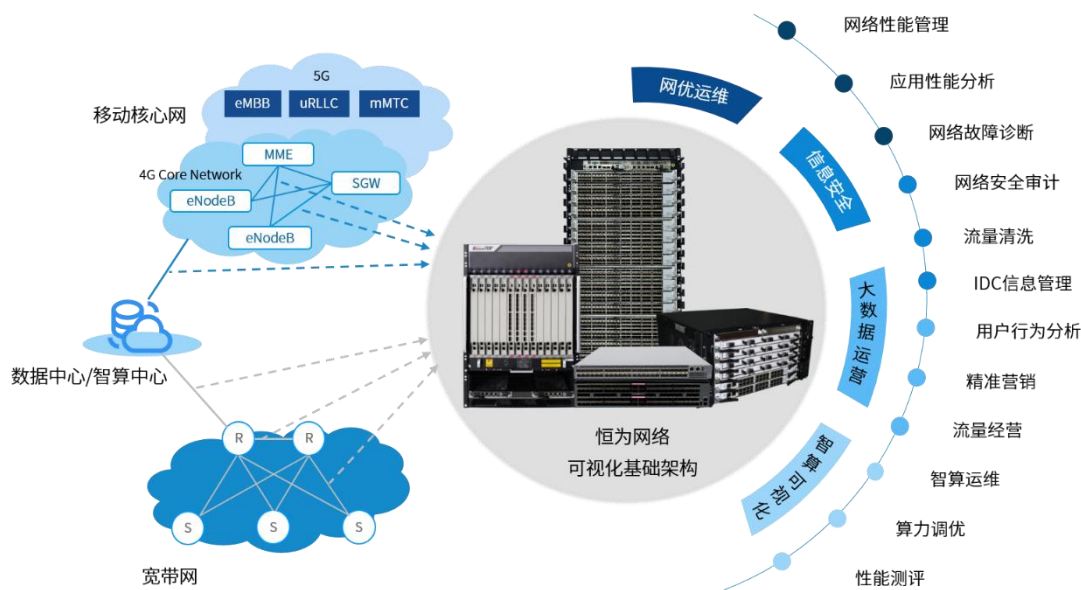 5G
eMBB
uRLLC
mMTC
移动核心网
MME
4G Core Network
SGW
eNodeB
eNodeB
数据中心/智算中心
R
R
S
S
S
宽带网
恒为网络
可视化基础架构
网优运维
信息安全
大数据运营
智算可视化
网络性能管理
应用性能分析
网络故障诊断
网络安全审计
流量清洗
IDC信息管理
用户行为分析
精准营销
流量经营
智算运维
算力调优
性能测评